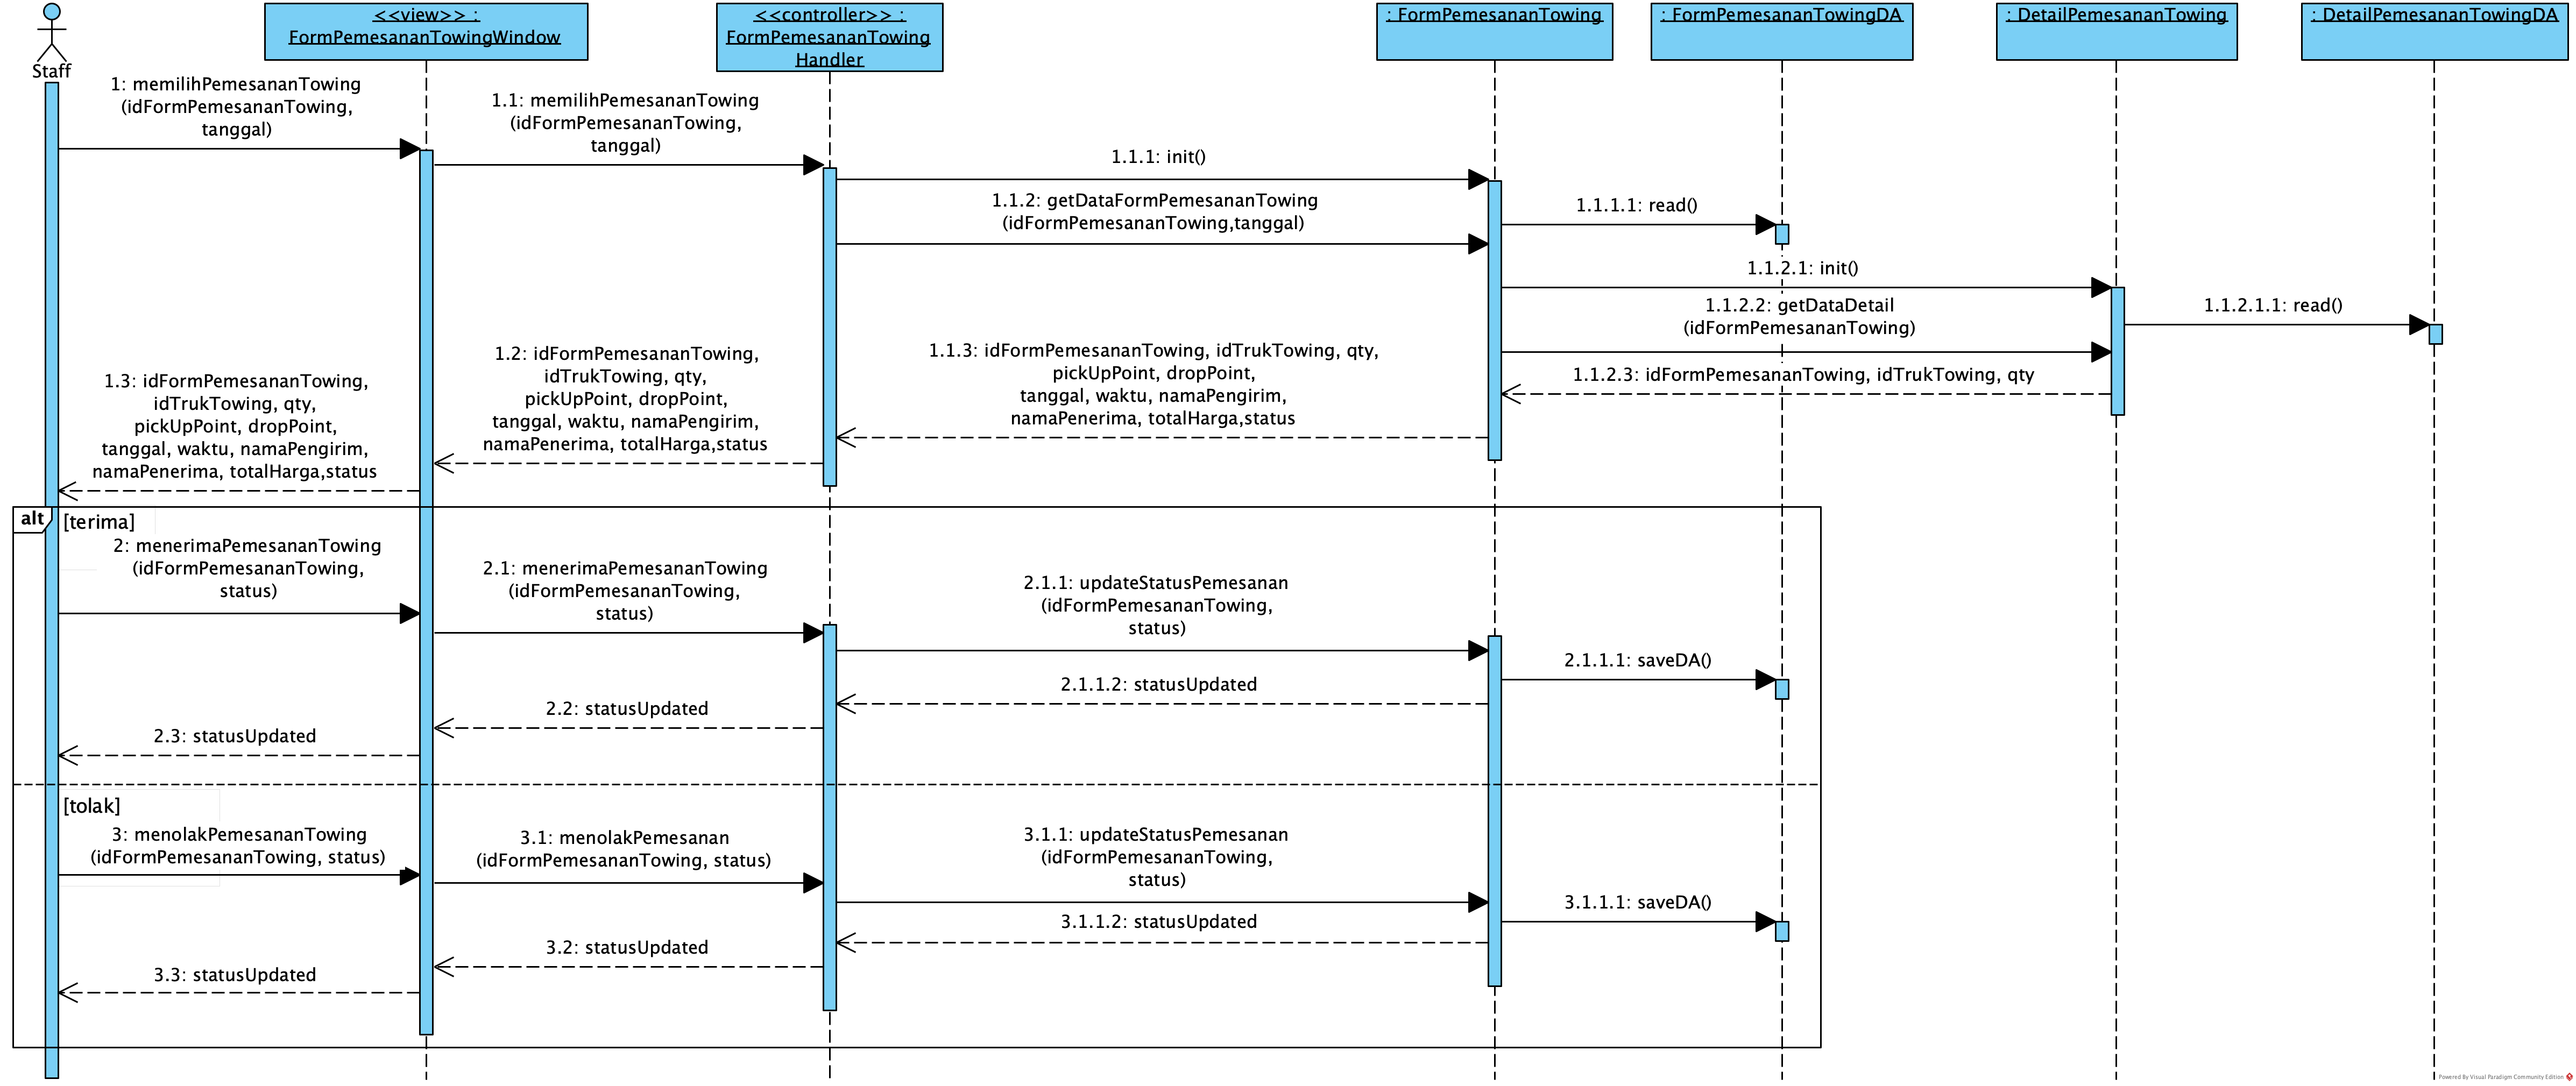 Staff
<<view>> :
FormPemesananTowingWindow
<<controller>> :
FormPemesananTowing
Handler
: FormPemesananTowing
: FormPemesananTowingDA
: DetailPemesananTowing
: DetailPemesananTowingDA
1: memilihPemesananTowing
(idFormPemesananTowing,
tanggal)
1.1: memilihPemesananTowing
(idFormPemesananTowing,
tanggal)
1.1.1: init()
1.1.2: getDataFormPemesananTowing
(idFormPemesananTowing,tanggal)
1.1.1.1: read()
1.1.2.1: init()
1.1.2.2: getDataDetail
(idFormPemesananTowing)
1.1.2.1.1: read()
1.1.2.3: idFormPemesananTowing, idTrukTowing, qty
1.1.3: idFormPemesananTowing, idTrukTowing, qty,
pickUpPoint, dropPoint,
tanggal, waktu, namaPengirim,
namaPenerima, totalHarga,status
1.2: idFormPemesananTowing,
idTrukTowing, qty,
pickUpPoint, dropPoint,
tanggal, waktu, namaPengirim,
namaPenerima, totalHarga,status
1.3: idFormPemesananTowing,
idTrukTowing, qty,
pickUpPoint, dropPoint,
tanggal, waktu, namaPengirim,
namaPenerima, totalHarga,status
alt
[terima]
2: menerimaPemesananTowing
(idFormPemesananTowing,
status)
2.1: menerimaPemesananTowing
(idFormPemesananTowing,
status)
2.1.1: updateStatusPemesanan
(idFormPemesananTowing,
status)
2.1.1.1: saveDA()
2.1.1.2: statusUpdated
2.2: statusUpdated
2.3: statusUpdated
[tolak]
3: menolakPemesananTowing
(idFormPemesananTowing, status)
3.1: menolakPemesanan
(idFormPemesananTowing, status)
3.1.1: updateStatusPemesanan
(idFormPemesananTowing,
status)
3.1.1.1: saveDA()
3.1.1.2: statusUpdated
3.2: statusUpdated
3.3: statusUpdated
Powered By Visual Paradigm Community Edition